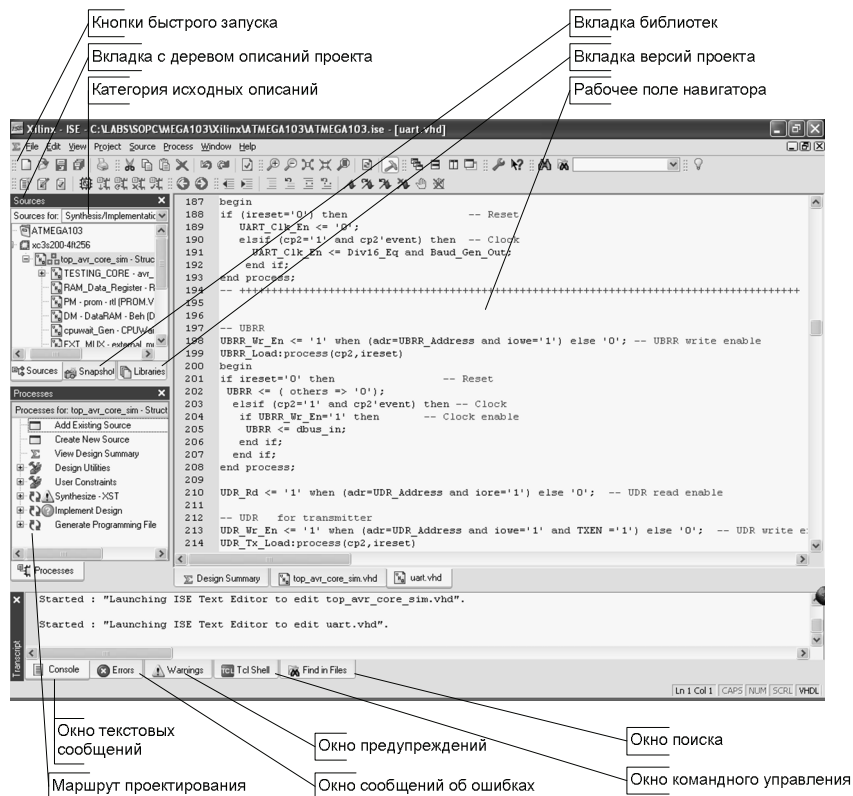 Кнопки быстрого запуска
Вкладка библиотек
Вкладка с деревом описаний проекта
Вкладка версий проекта
Категория исходных описаний
Рабочее поле навигатора
Xilinx - ISE - C:\LABS\SOPC\MEGA103\Xilinx\ATMEGA103\ATMEGA103.ise - [uart.vhd]
File Edit View Project Source Process Window Help
Sources
Sources for: Synthesis/Implementatic
ATMEGA103
xc3s200-4ft256
top_avr_core_sim - Struc
TESTING_CORE - avr_
RAM_Data_Register - R
PM - prom - rtl (PROM.V
DM - DataRAM - Beh (D
cpuwait_Gen - CPUWai
EXT_MUX - external_mu
Sources
Snapshot
Libraries
Processes
Processes for: top_avr_core_sim - Struct
Add Existing Source
Create New Source
View Design Summary
Design Utilities
User Constraints
Synthesize - XST
Implement Design
Generate Programming File
Processes
187 begin
188 if (ireset='0') then -- Reset
189 UART_Clk_En <= '0';
190 elsif (cp2='1' and cp2'event) then -- Clock
191 UART_Clk_En <= Div16_Eq and Baud_Gen_Out;
192 end if;
193 end process;
194 -- ++++++++++++++++++++++++++++++++++++++++++++++++++++++++++++++++++++++++++++++++++
195
196
197 -- UBRR
198 UBRR_Wr_En <= '1' when (adr=UBRR_Address and iowe='1') else '0'; -- UBRR write enable
199 UBRR_Load:process(cp2,ireset)
200 begin
201 if ireset='0' then -- Reset
202 UBRR <= ( others => '0');
203 elsif (cp2='1' and cp2'event) then -- Clock
204 if UBRR_Wr_En='1' then -- Clock enable
205 UBRR <= dbus_in;
206 end if;
207 end if;
208 end process;
209
210 UDR_Rd <= '1' when (adr=UDR_Address and iore='1') else '0'; -- UDR read enable
211
212 -- UDR for transmitter
213 UDR_Wr_En <= '1' when (adr=UDR_Address and iowe='1' and TXEN ='1') else '0'; -- UDR write e
214 UDR_Tx_Load:process(cp2,ireset)
Design Summary
top_avr_core_sim.vhd
uart.vhd
Started : "Launching ISE Text Editor to edit top_avr_core_sim.vhd".
Started : "Launching ISE Text Editor to edit uart.vhd".
Transcript
Console
Errors
Warnings
Tcl Shell
Find in Files
Ln 1 Col 1 CAPS NUM SCRL VHDL
Окно текстовых
сообщений
Окно предупреждений
Окно поиска
Маршрут проектирования
Окно сообщений об ошибках
Окно командного управления